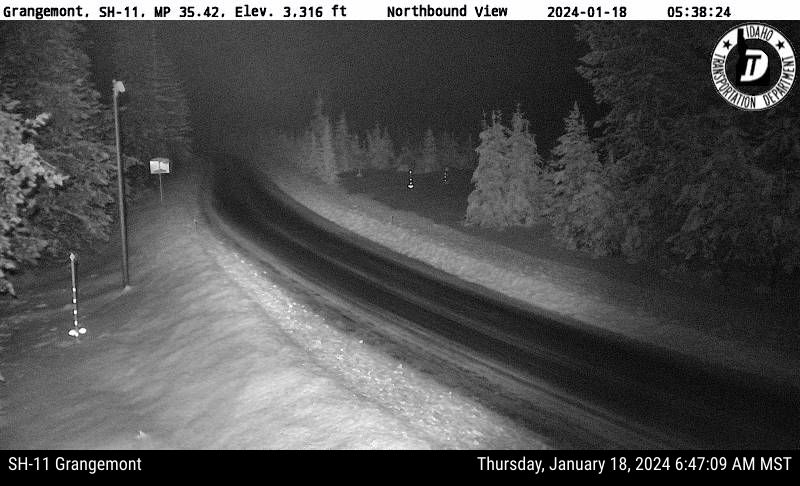 Grangemont, SH-11, MP 35.42, Elev. 3,316 ft Northbound View 2024-01-18 05:38:24
IDAHO
TRANSPORTATION DEPARTMENT
SH-11 Grangemont Thursday, January 18, 2024 6:47:09 AM MST